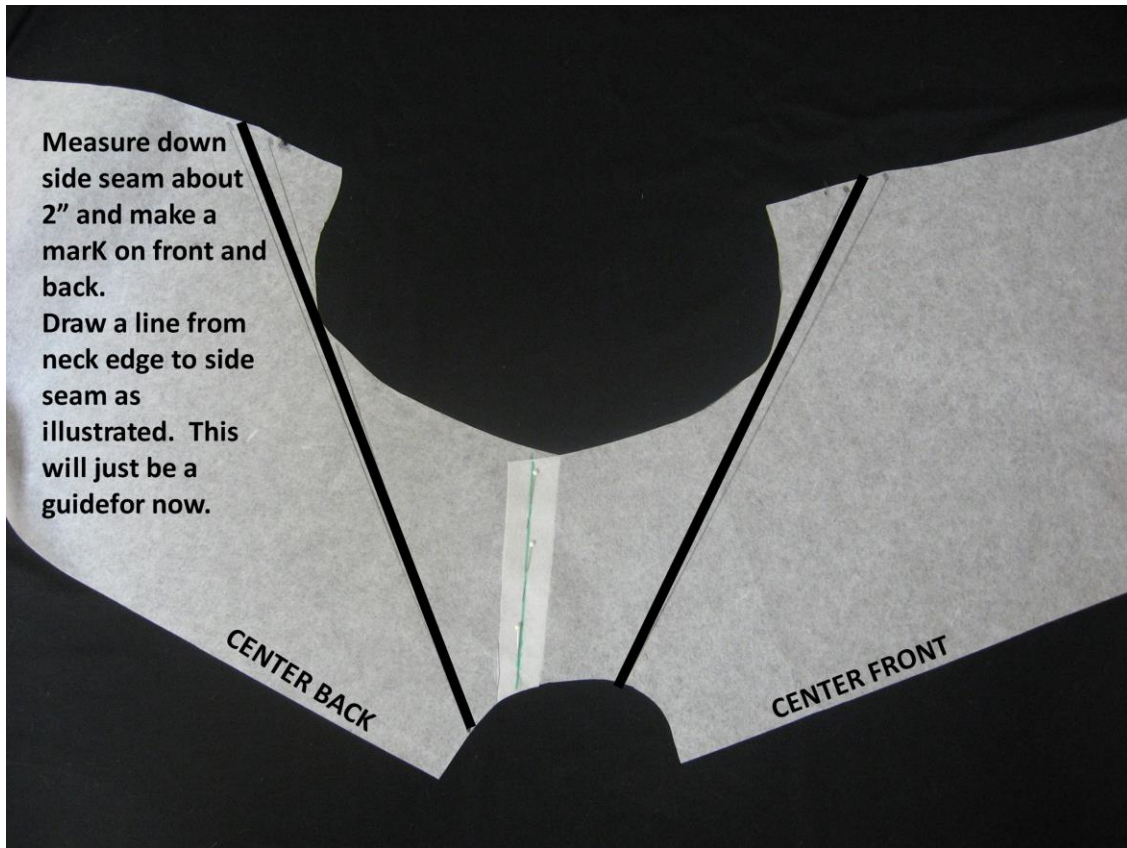 Measure down
side seam about
2” and make a
marK on front and
back.
Draw a line from
neck edge to side
seam as
illustrated.  This
will just be a
guidefor now.
CENTER BACK
CENTER FRONT